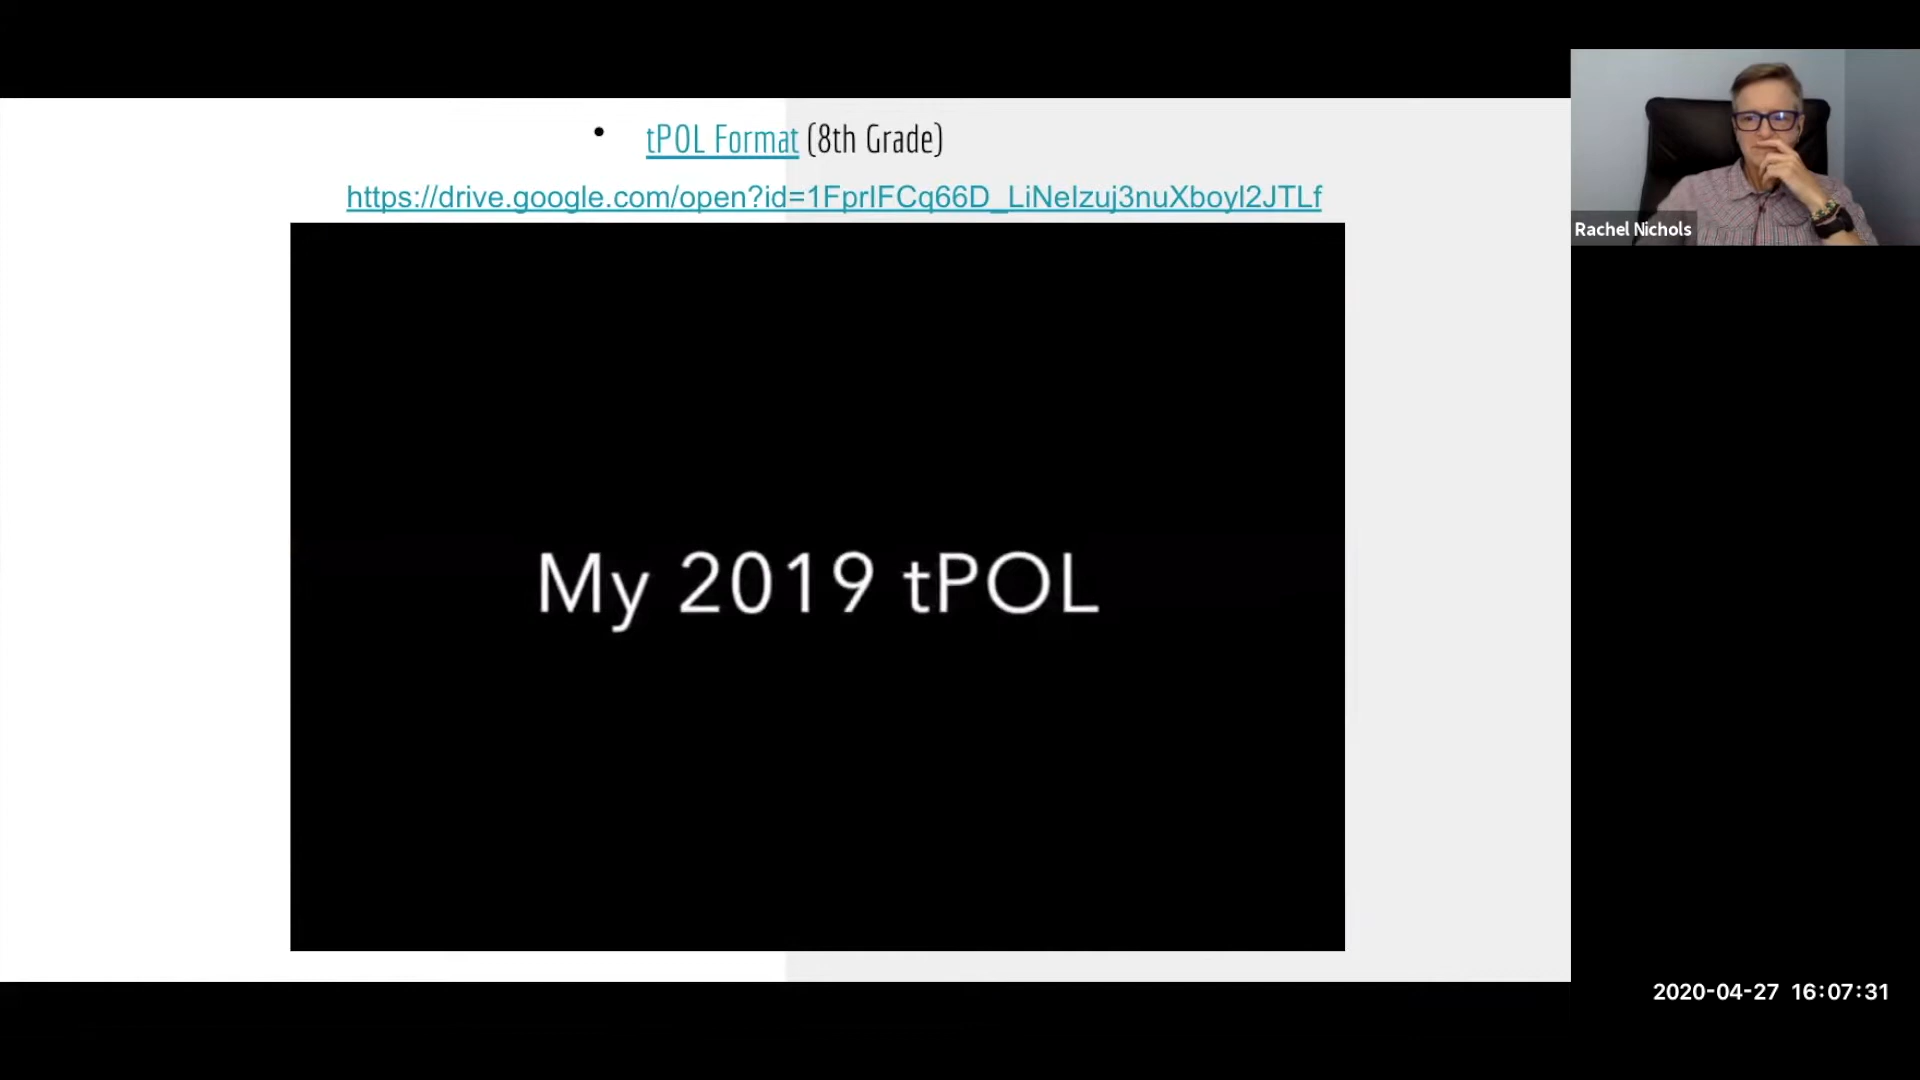 • tPOL Format (8th Grade)
https://drive.google.com/open?id=1FprIFCq66D_LiNeIzuj3nuXboyl2JTLf
Rachel Nichols
My 2019 tPOL
2020-04-27 16:07:31